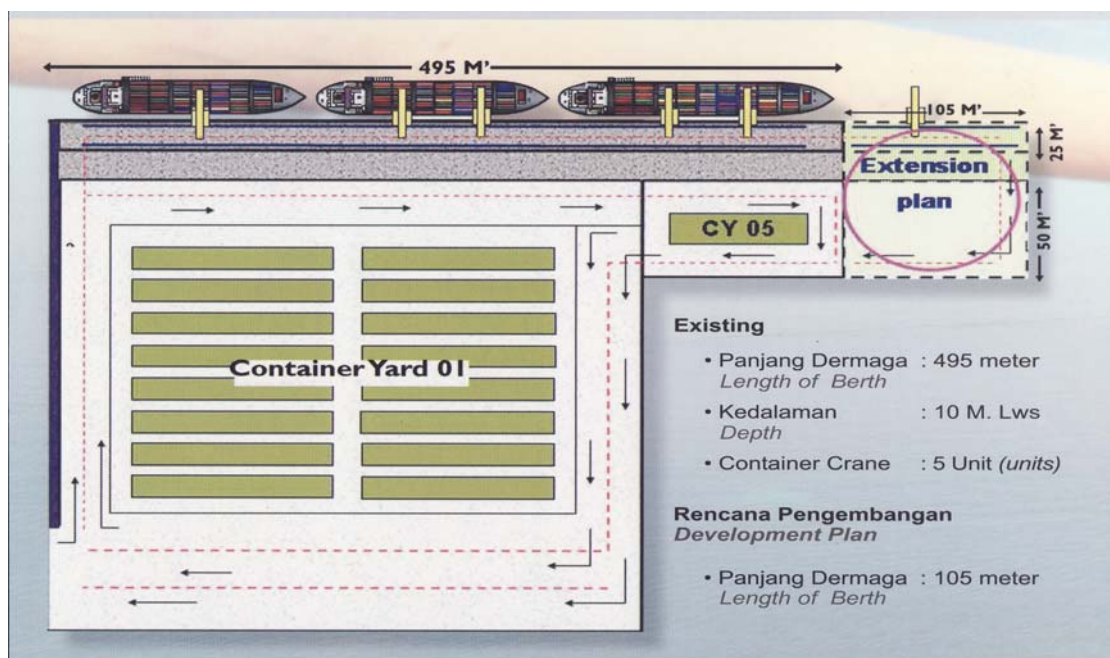 495 M'
105 M'
25 M'
Extension
plan
50 M'
CY 05
Container Yard 01
Existing
• Panjang Dermaga : 495 meter
Length of Berth
• Kedalaman : 10 M. Lws
Depth
• Container Crane : 5 Unit (units)
Rencana Pengembangan
Development Plan
• Panjang Dermaga : 105 meter
Length of Berth